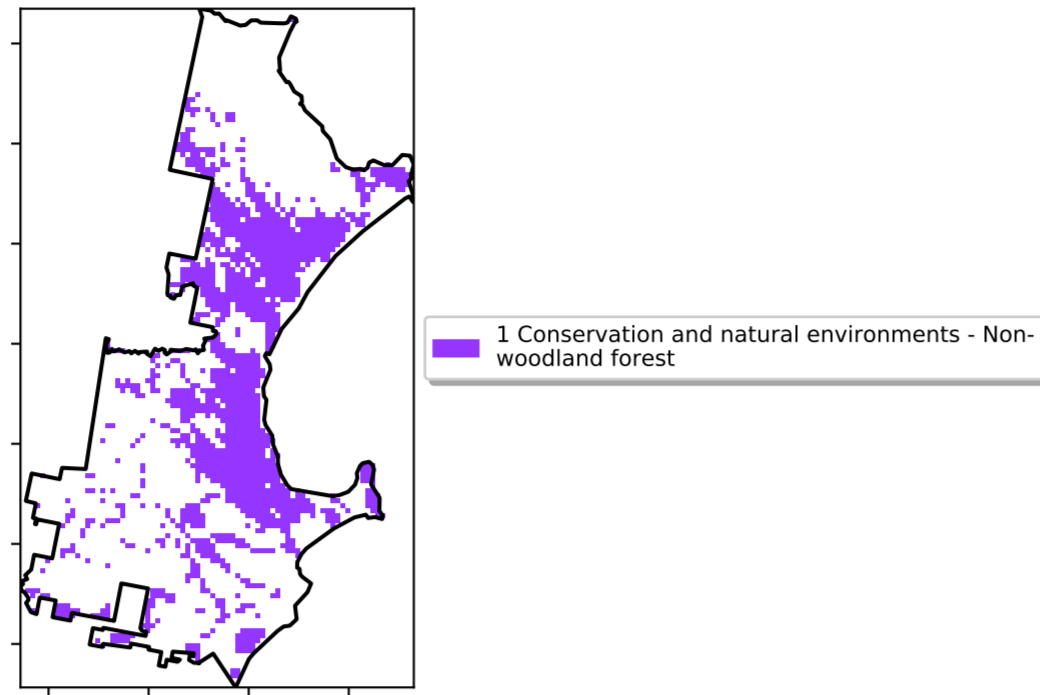 1 Conservation and natural environments - Non-
woodland forest